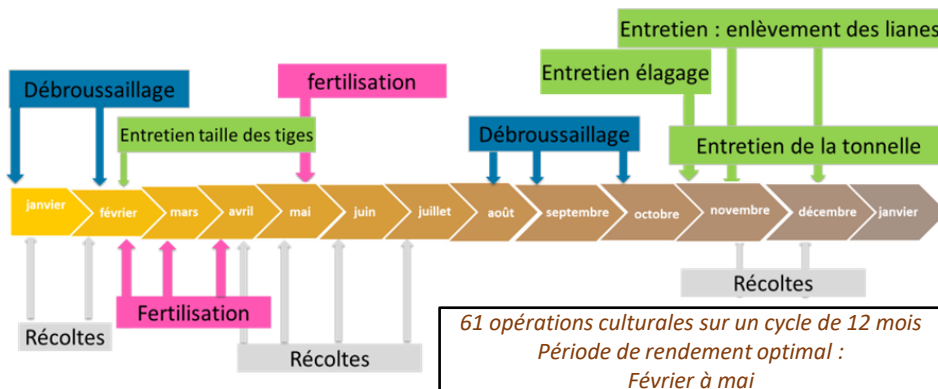 Entretien : enlèvement des lianes
Entretien élagage
Débroussaillage
fertilisation
Entretien taille des tiges
Débroussaillage
Entretien de la tonnelle
janvier
février
mars
avril
mai
juin
juillet
août
septembre
octobre
novembre
décembre
janvier
Récoltes
Fertilisation
Récoltes
Récoltes
61 opérations culturales sur un cycle de 12 mois
Période de rendement optimal :
Février à mai